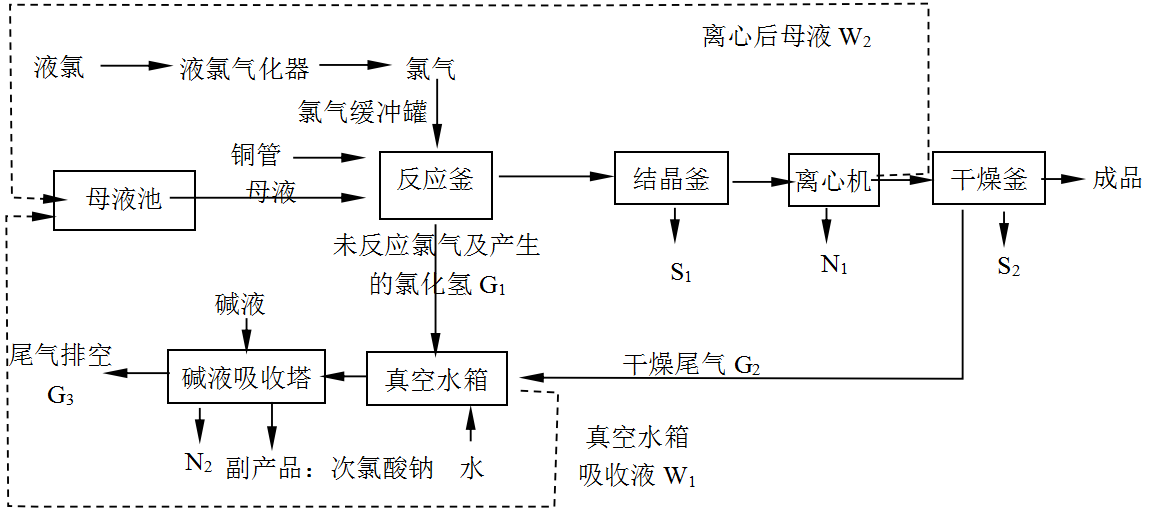 离心后母液 W2
液氯
液氯气化器
氯气
氯气缓冲罐
铜管
母液池
母液
反应釜
结晶釜
离心机
干燥釜
成品
S1
N1
S2
未反应氯气及产生
的氯化氢 G1
碱液
尾气排空
G3
碱液吸收塔
真空水箱
干燥尾气 G2
N2
副产品：次氯酸钠
水
真空水箱
吸收液 W1